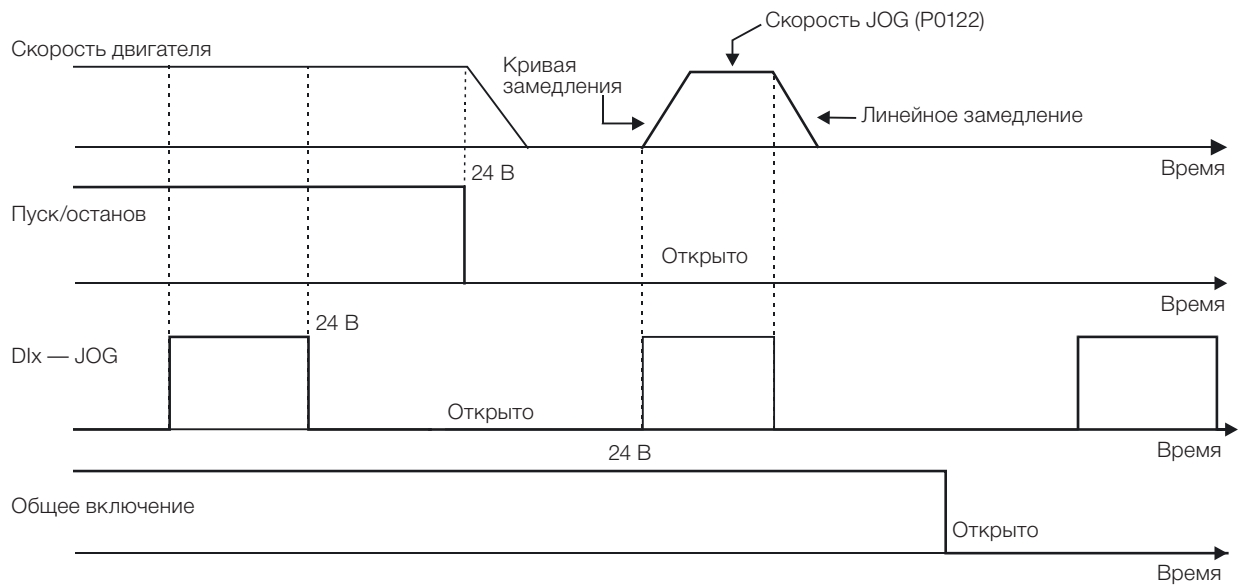 Скорость JOG (P0122)
Скорость двигателя
Кривая
замедления
Линейное замедление
Время
24 В
Пуск/останов
Открыто
Время
24 В
DIx — JOG
Открыто
Время
24 В
Общее включение
Открыто
Время